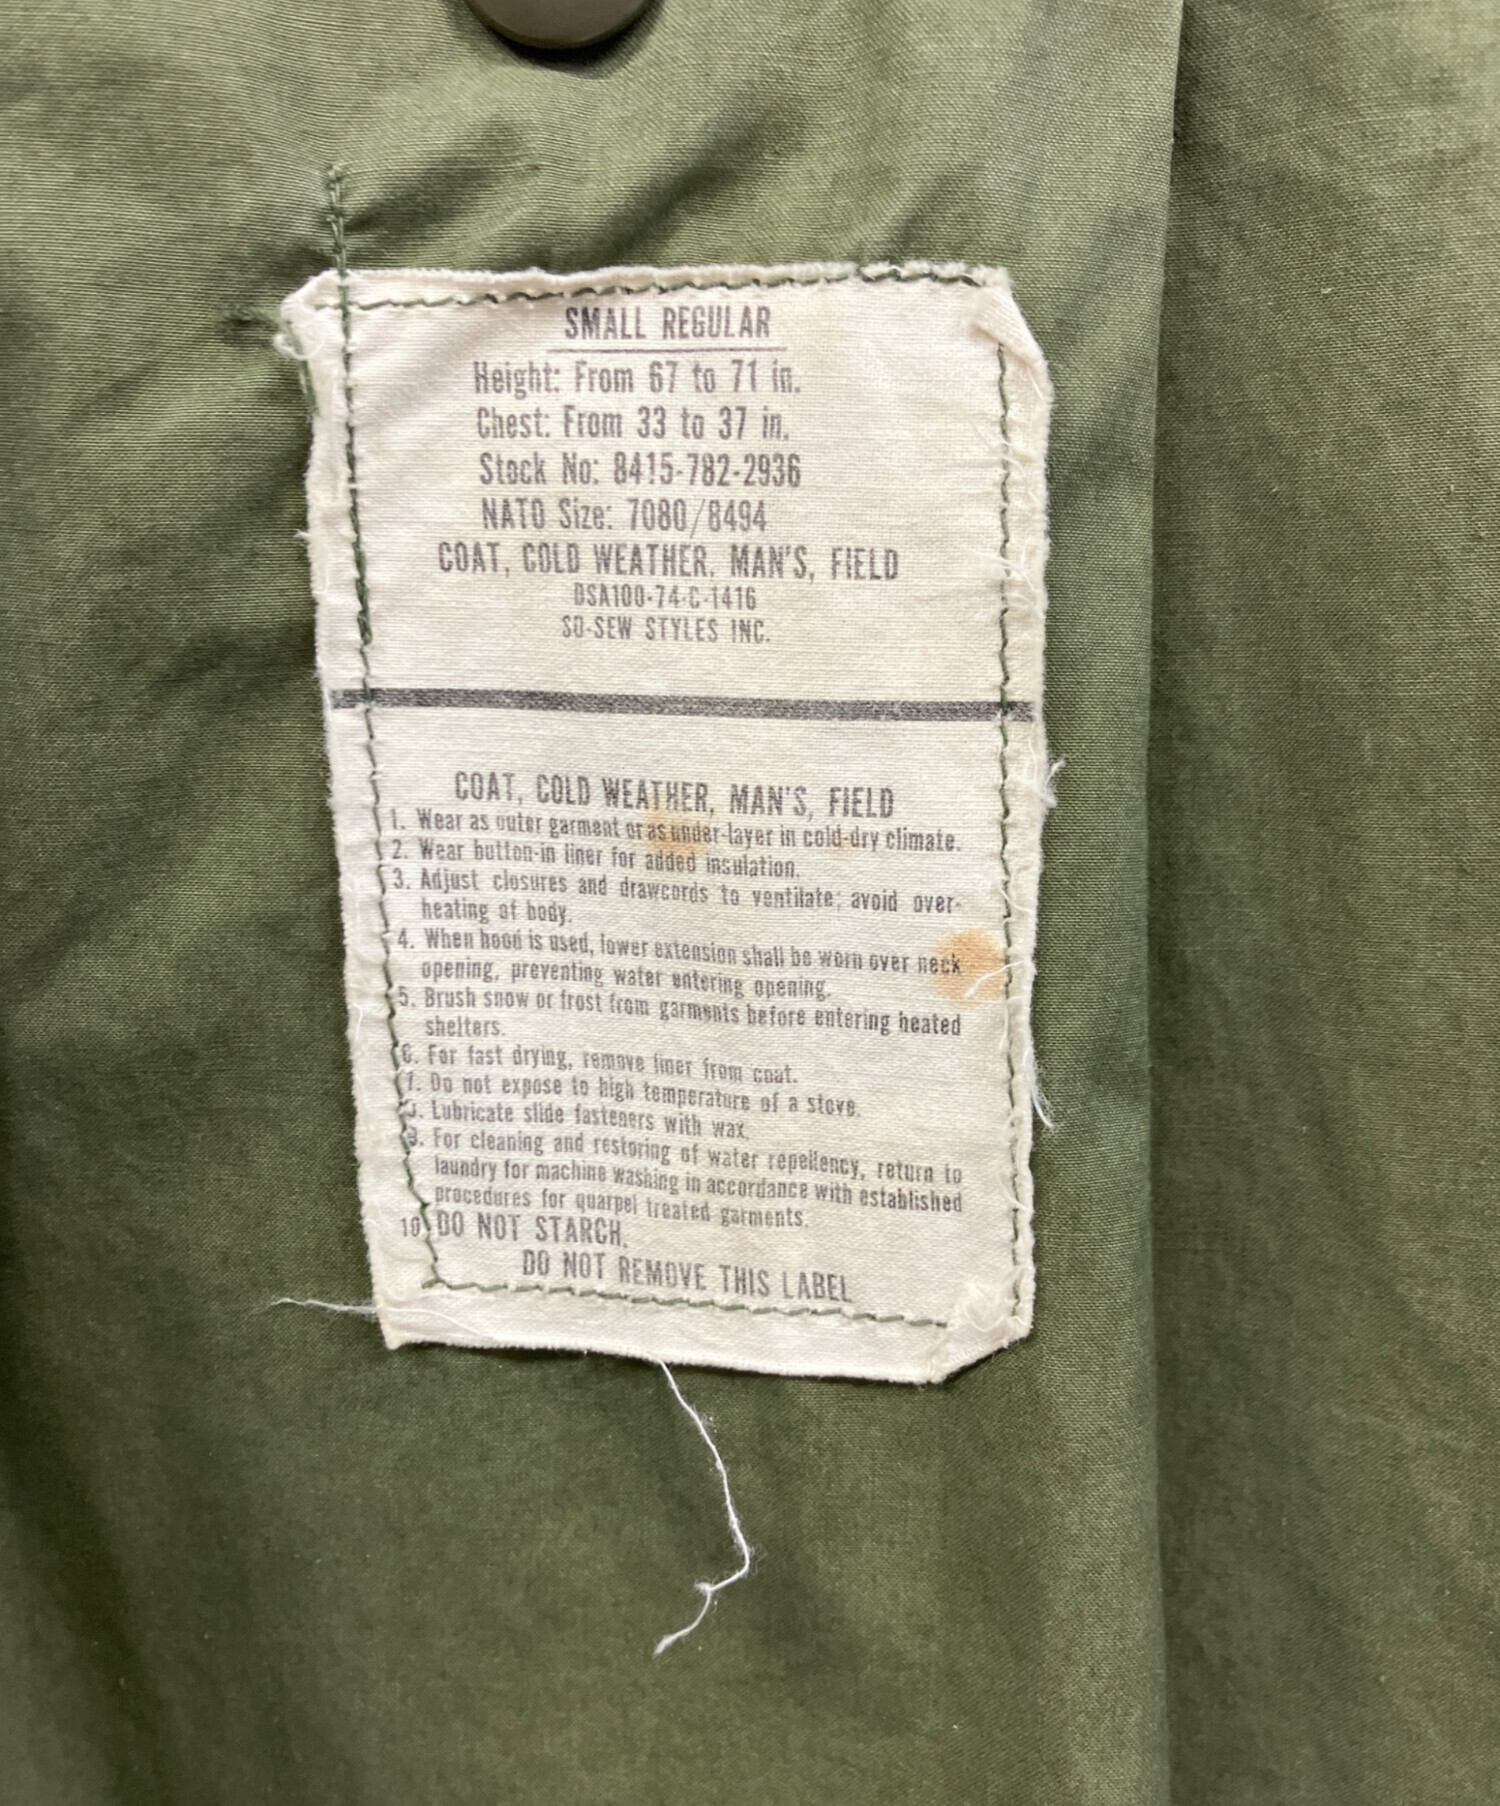 SMALL REGULAR
Height: From 67 to 71 in.
Chest: From 33 to 37 in.
Stock No: 8415-782-2936
NATO Size: 7080/8494
COAT, COLD WEATHER, MAN'S, FIELD
DSA100-74-C-1416
SO-SEW STYLES INC.
COAT, COLD WEATHER, MAN'S, FIELD
1. Wear as outer garment or as under-layer in cold-dry climate.
2. Wear button-in liner for added insulation.
3. Adjust closures and drawcords to ventilate; avoid over-
heating of body.
4. When hood is used, lower extension shall be worn over neck
opening, preventing water entering opening.
5. Brush snow or frost from garments before entering heated
shelters.
6. For fast drying, remove liner from coat.
7. Do not expose to high temperature of a stove.
8. Lubricate slide fasteners with wax.
9. For cleaning and restoring of water repellency, return to
laundry for machine washing in accordance with established
procedures for quarpel treated garments.
10. DO NOT STARCH.
DO NOT REMOVE THIS LABEL